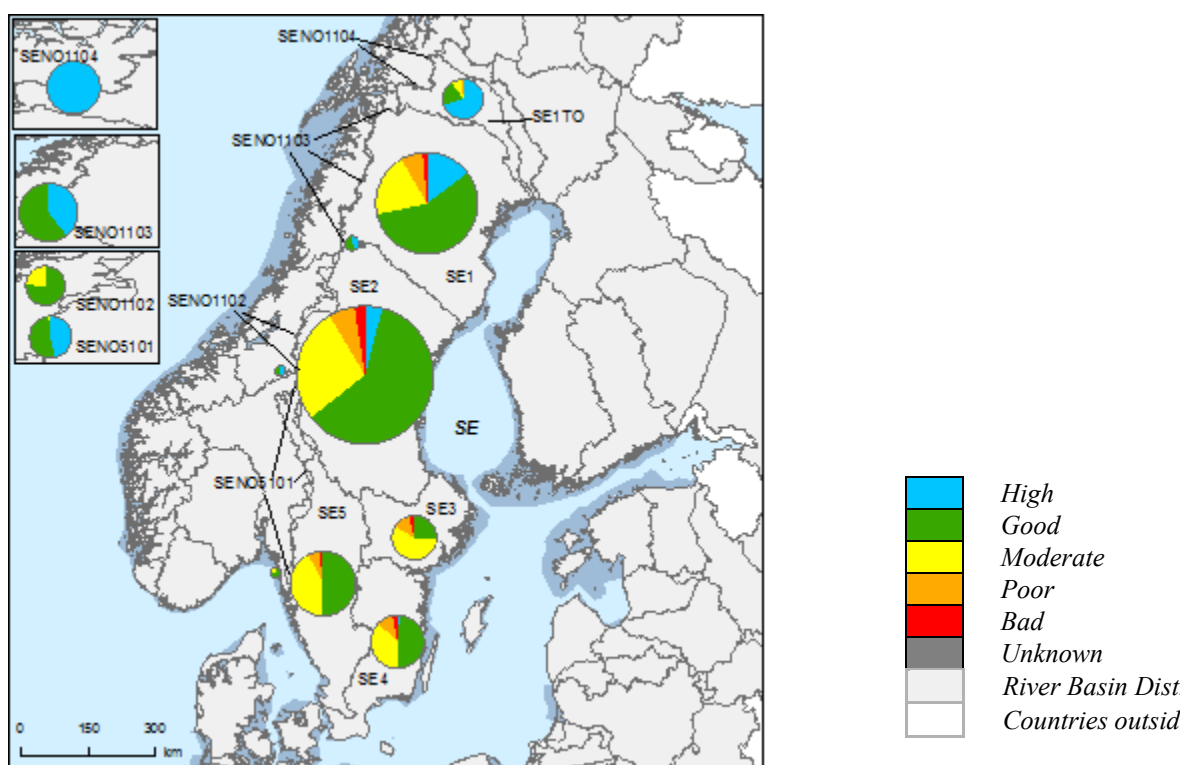 SENO1104
SENO1104
SE1TO
SENO1103
SENO1103
SE1
SE2
SENO1102
SENO1102
SENO5101
SE
SENO5101
SE3
SE5
SE4
0 150 300
km
High
Good
Moderate
Poor
Bad
Unknown
River Basin Dist
Countries outsid